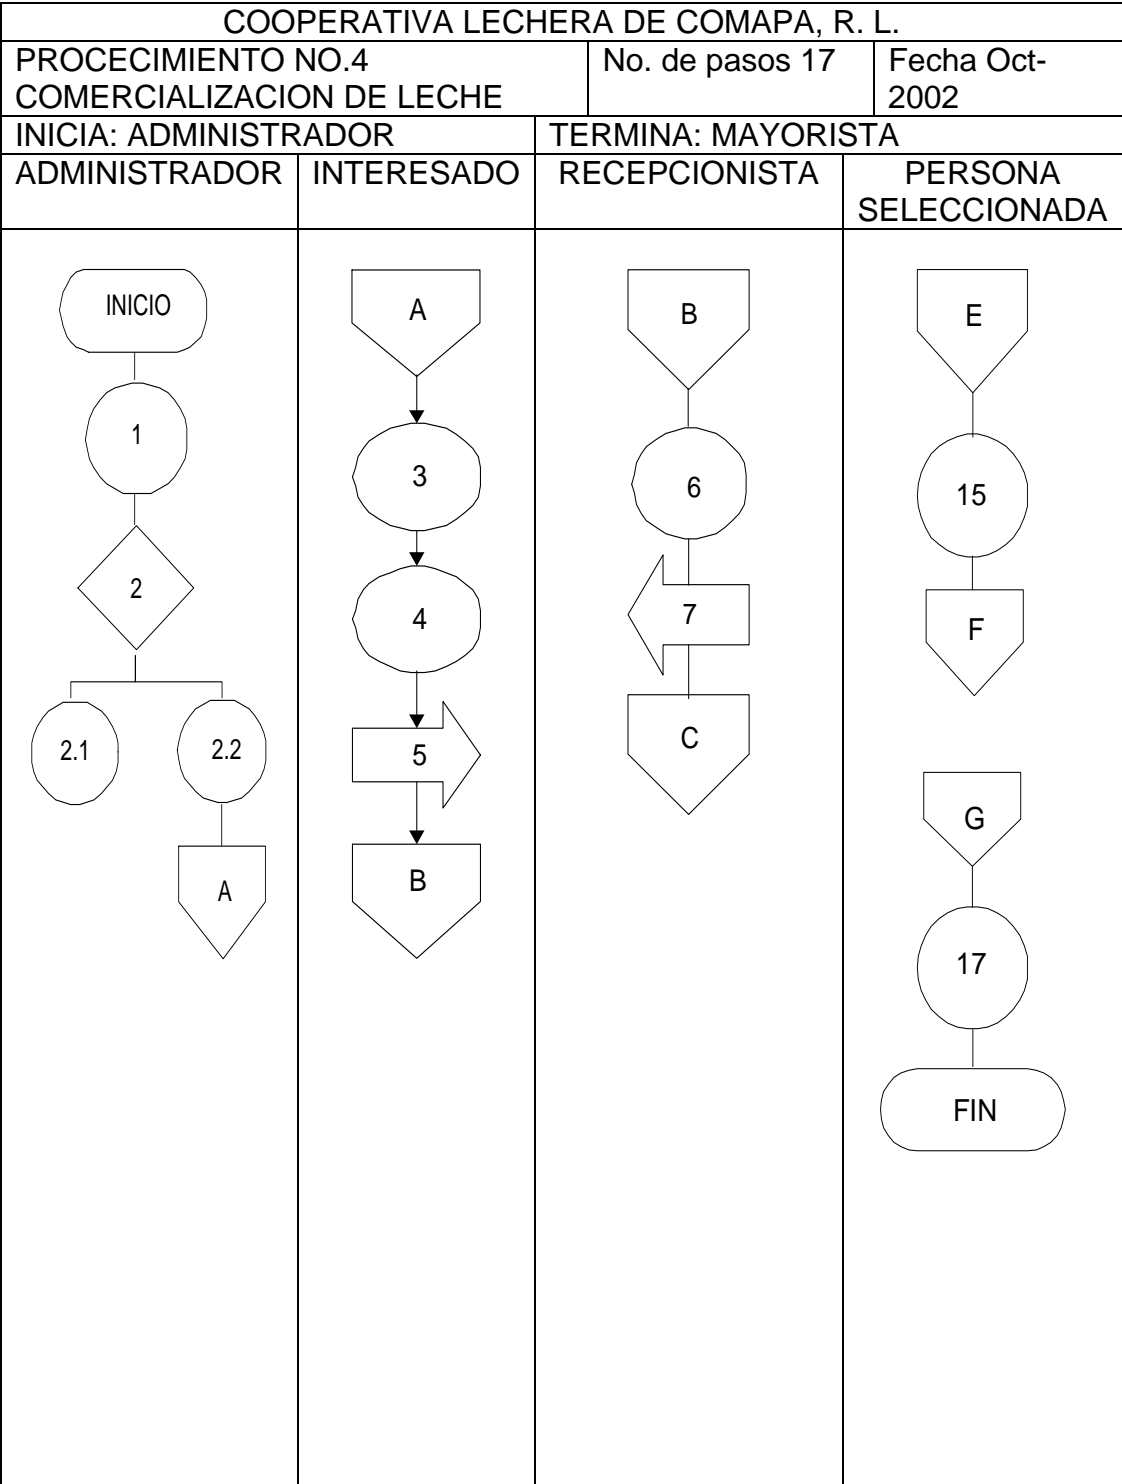 COOPERATIVA LECHERA DE COMAPA, R. L.
PROCECIMIENTO NO.4
COMERCIALIZACION DE LECHE
No. de pasos 17
Fecha Oct-
2002
INICIA: ADMINISTRADOR
TERMINA: MAYORISTA
ADMINISTRADOR
INTERESADO
RECEPCIONISTA
PERSONA
SELECCIONADA
INICIO
1
2
2.1
2.2
A
A
3
4
5
B
B
6
7
C
E
15
F
G
17
FIN